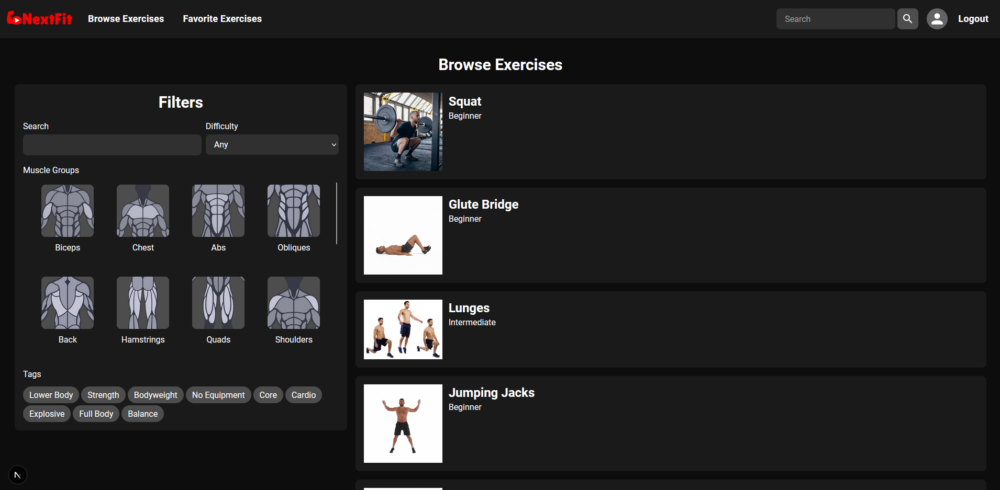 NextFit
Browse Exercises
Favorite Exercises
Search
Logout
Browse Exercises
Filters
Search
Difficulty
Any
Muscle Groups
Biceps
Chest
Abs
Obliques
Back
Hamstrings
Quads
Shoulders
Tags
Lower Body
Strength
Bodyweight
No Equipment
Core
Cardio
Explosive
Full Body
Balance
Squat
Beginner
Glute Bridge
Beginner
Lunges
Intermediate
Jumping Jacks
Beginner
N